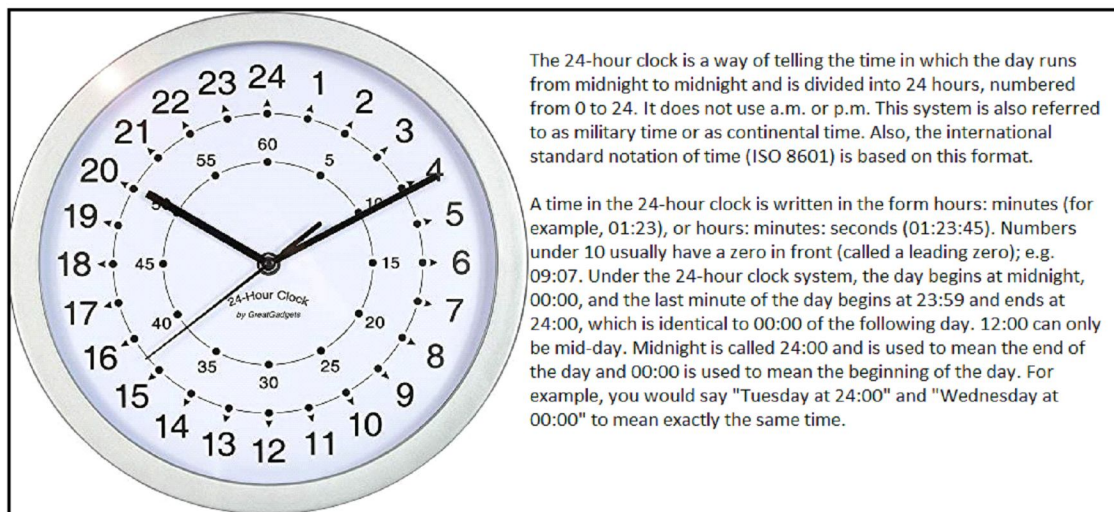 24
1
2
3
4
5
6
7
8
9
10
11
12
13
14
15
16
17
18
19
20
21
22
23
60
5
10
15
20
25
30
35
40
45
50
55
24-Hour Clock
by GreatGadgets
The 24-hour clock is a way of telling the time in which the day runs
from midnight to midnight and is divided into 24 hours, numbered
from 0 to 24. It does not use a.m. or p.m. This system is also referred
to as military time or as continental time. Also, the international
standard notation of time (ISO 8601) is based on this format.
A time in the 24-hour clock is written in the form hours: minutes (for
example, 01:23), or hours: minutes: seconds (01:23:45). Numbers
under 10 usually have a zero in front (called a leading zero); e.g.
09:07. Under the 24-hour clock system, the day begins at midnight,
00:00, and the last minute of the day begins at 23:59 and ends at
24:00, which is identical to 00:00 of the following day. 12:00 can only
be mid-day. Midnight is called 24:00 and is used to mean the end of
the day and 00:00 is used to mean the beginning of the day. For
example, you would say "Tuesday at 24:00" and "Wednesday at
00:00" to mean exactly the same time.